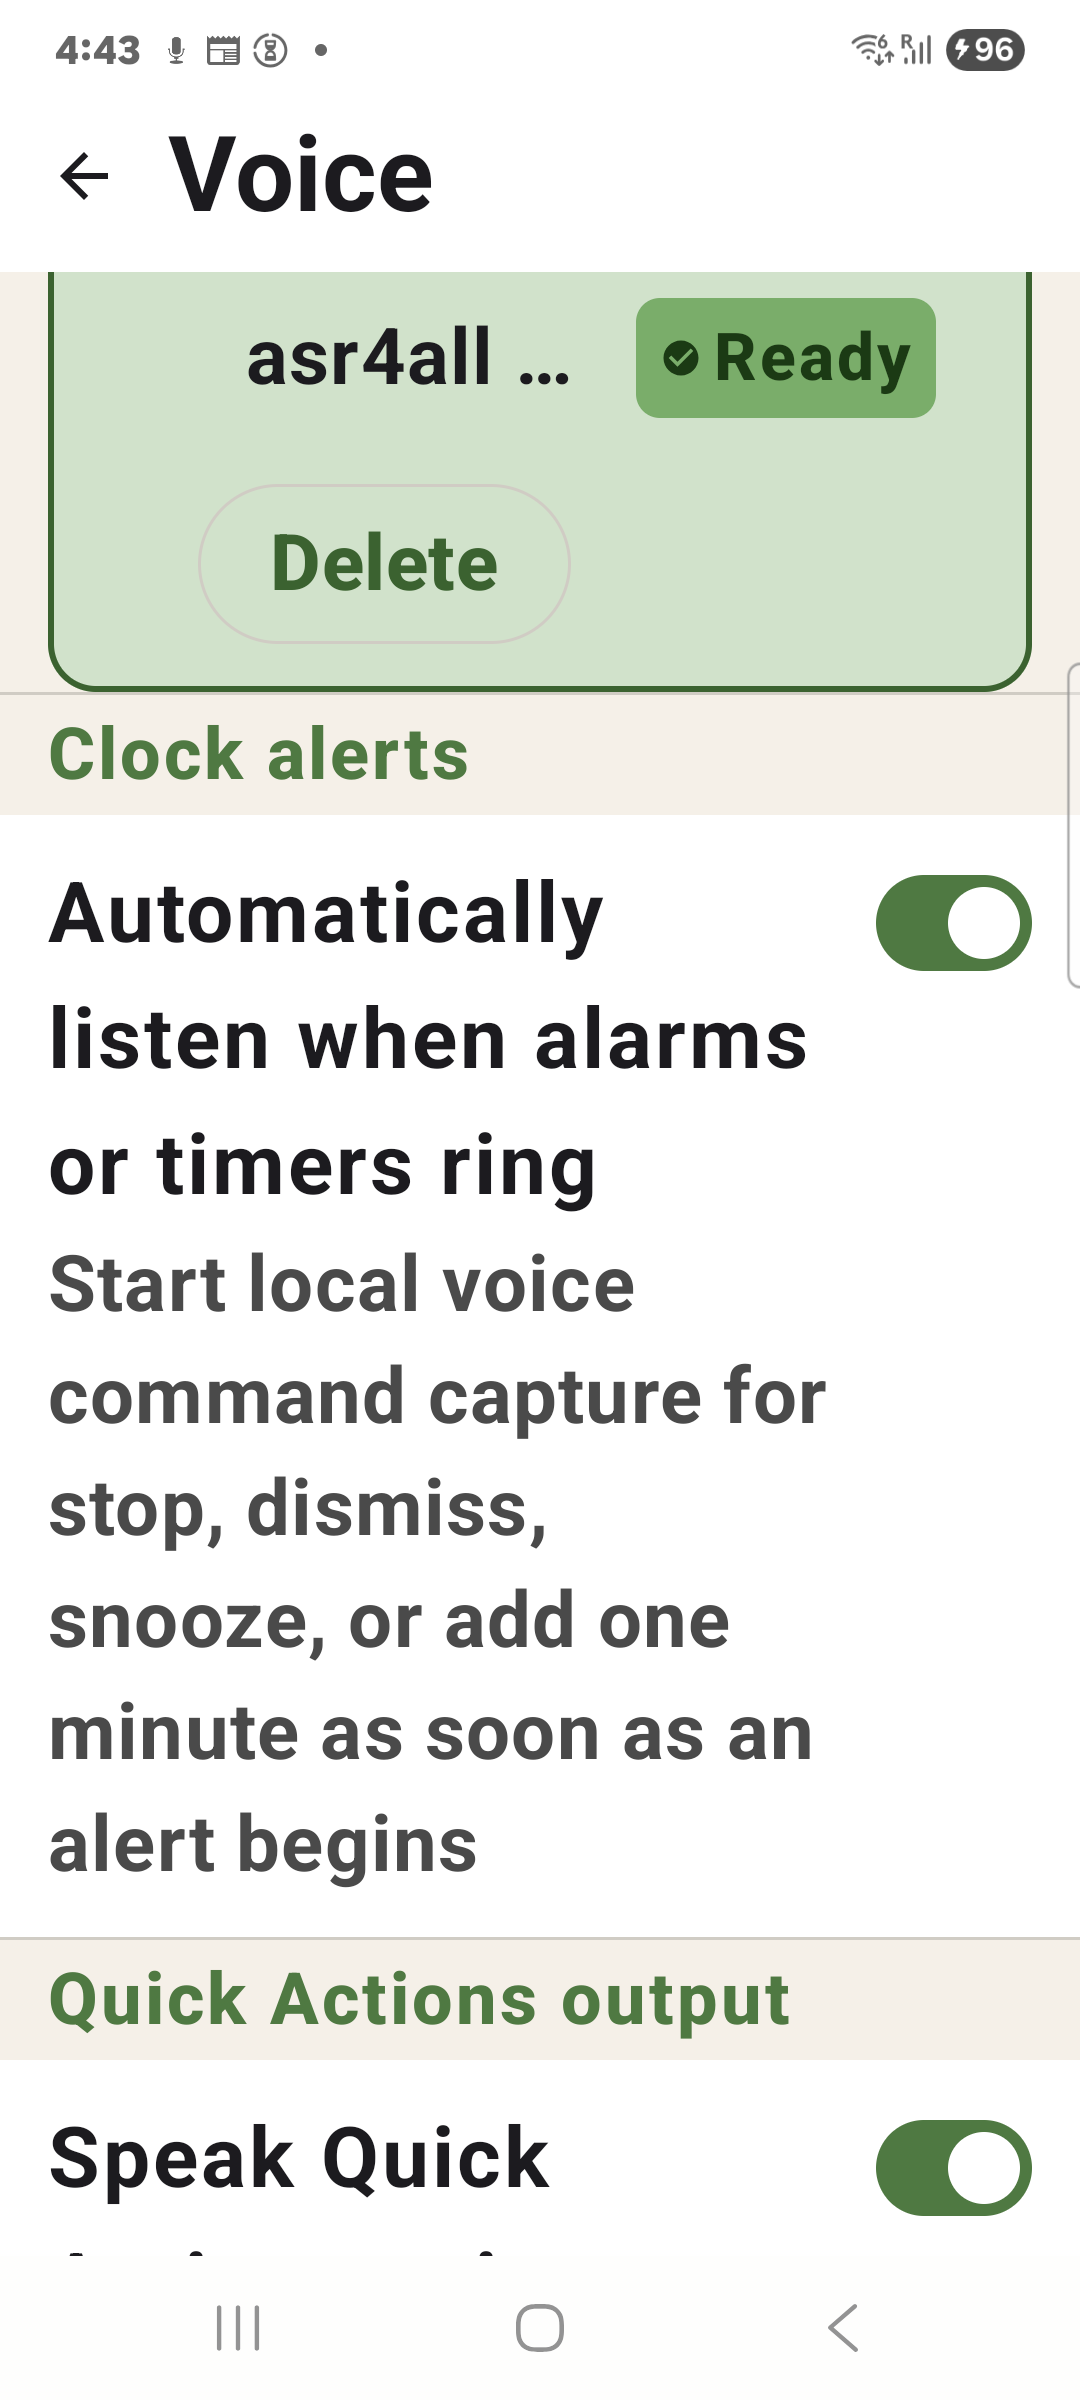 4:43
6 R 96
Voice
asr4all ...
Ready
Delete
Clock alerts
Automatically
listen when alarms
or timers ring
Start local voice
command capture for
stop, dismiss,
snooze, or add one
minute as soon as an
alert begins
Quick Actions output
Speak Quick